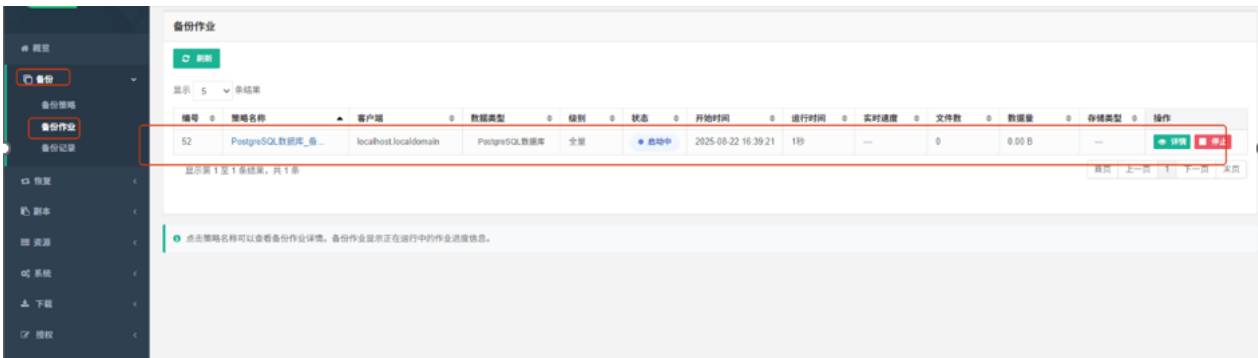 备份作业
概览
刷新
备份
显示 5 条结果
备份策略
编号 策略名称 客户端 数据类型 级别 状态 开始时间 运行时间 实时速度 文件数 数据量 存储类型 操作
备份作业
52 PostgreSQL数据库_备... localhost.localdomain PostgreSQL数据库 全量 启动中 2025-08-22 16:39:21 1秒 --- 0 0.00 B --- 详情 停止
备份记录
显示第 1 至 1 条结果，共 1 条 首页 上一页 1 下一页 末页
恢复
副本
资源
点击策略名称可以查看备份作业详情。备份作业显示正在运行中的作业进度信息。
系统
下载
授权